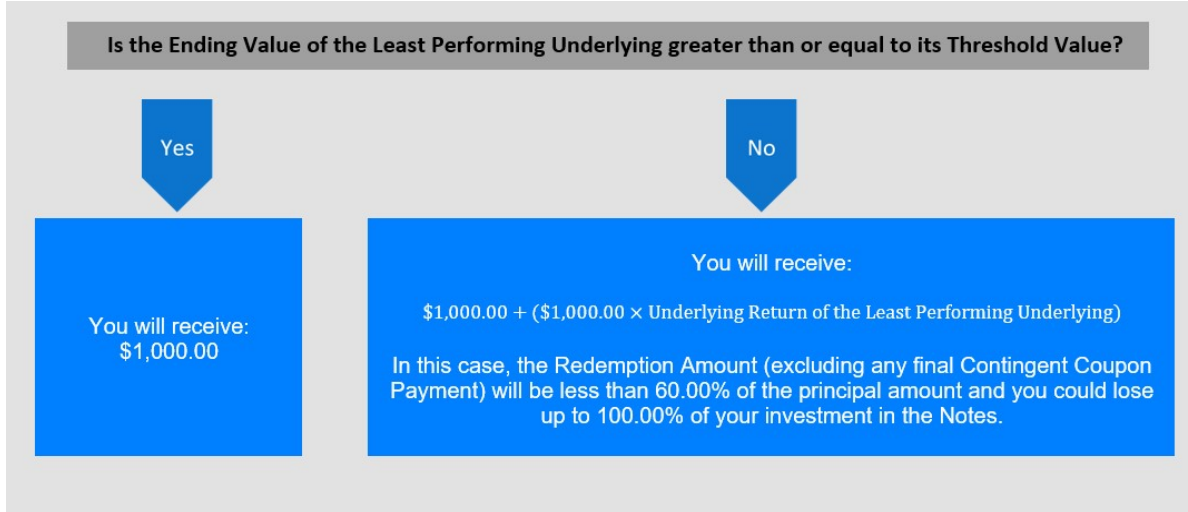 Is the Ending Value of the Least Performing Underlying greater than or equal to its Threshold Value?
Yes
No
You will receive:
$1,000.00
You will receive:
$1,000.00 + ($1,000.00 × Underlying Return of the Least Performing Underlying)
In this case, the Redemption Amount (excluding any final Contingent Coupon
Payment) will be less than 60.00% of the principal amount and you could lose
up to 100.00% of your investment in the Notes.